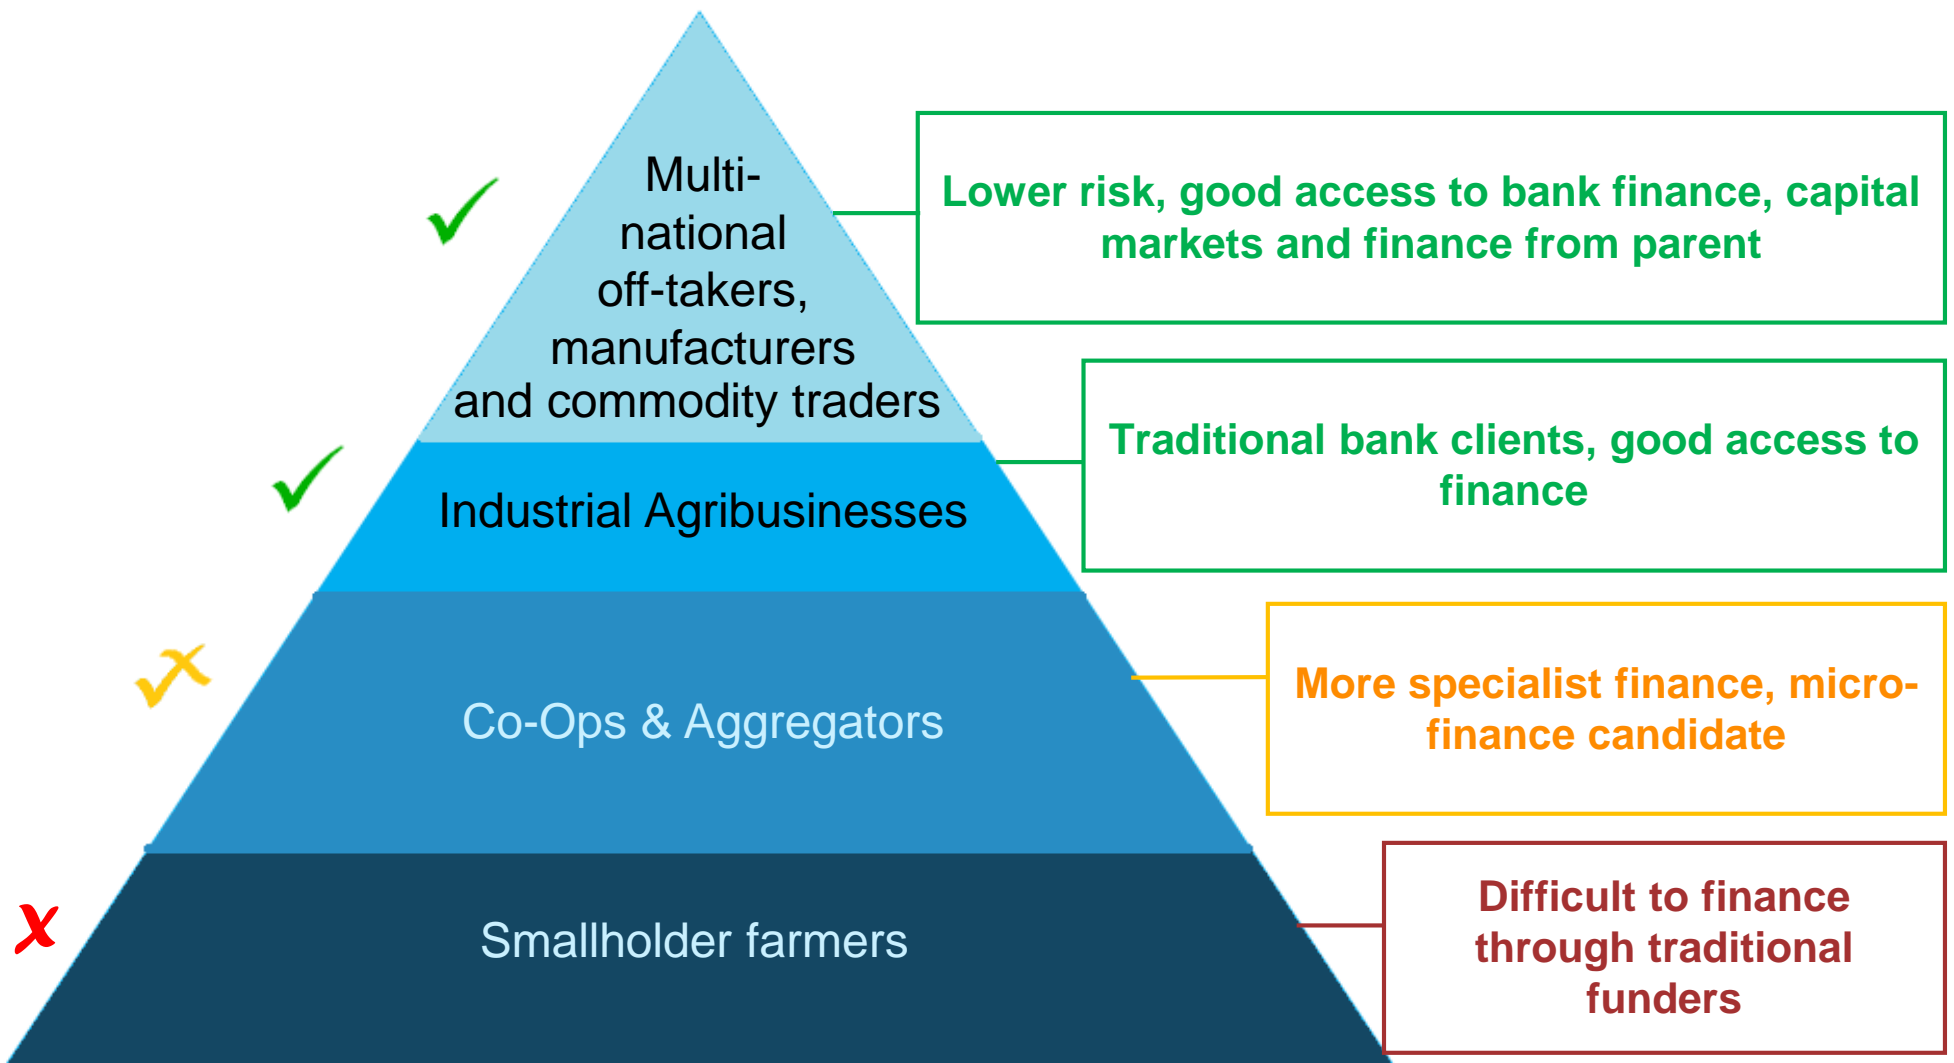 Multi-
national
off-takers,
manufacturers
and commodity traders
Lower risk, good access to bank finance, capital
markets and finance from parent
Industrial Agribusinesses
Traditional bank clients, good access to
finance
Co-Ops & Aggregators
More specialist finance, micro-
finance candidate
Smallholder farmers
Difficult to finance
through traditional
funders